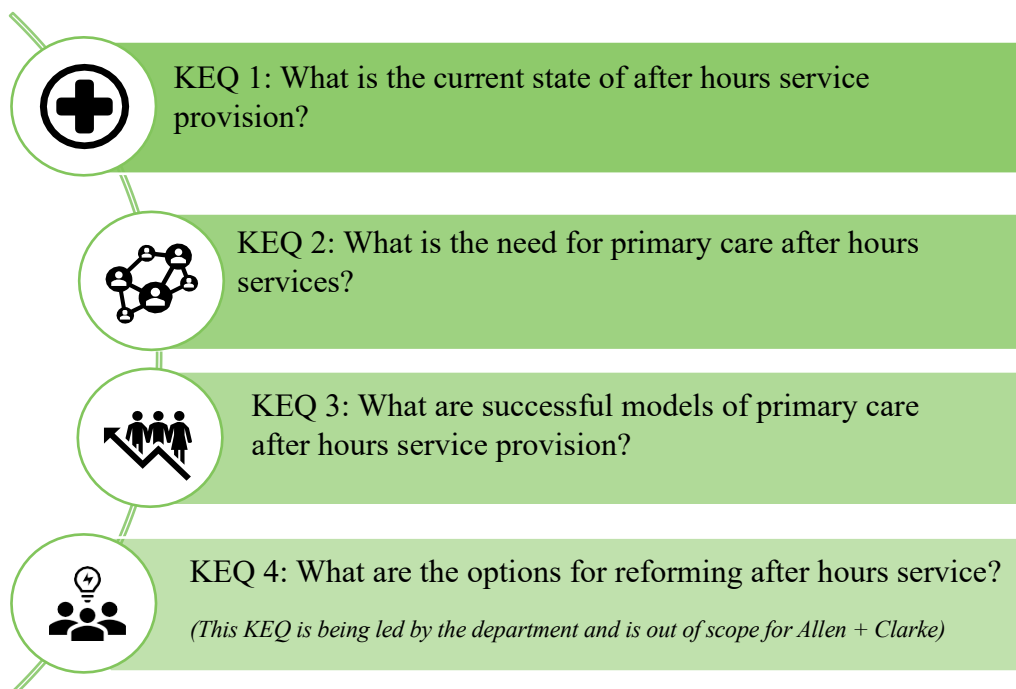 KEQ 1: What is the current state of after hours service
provision?
KEQ 2: What is the need for primary care after hours
services?
KEQ 3: What are successful models of primary care
after hours service provision?
KEQ 4: What are the options for reforming after hours service?
(This KEQ is being led by the department and is out of scope for Allen + Clarke)